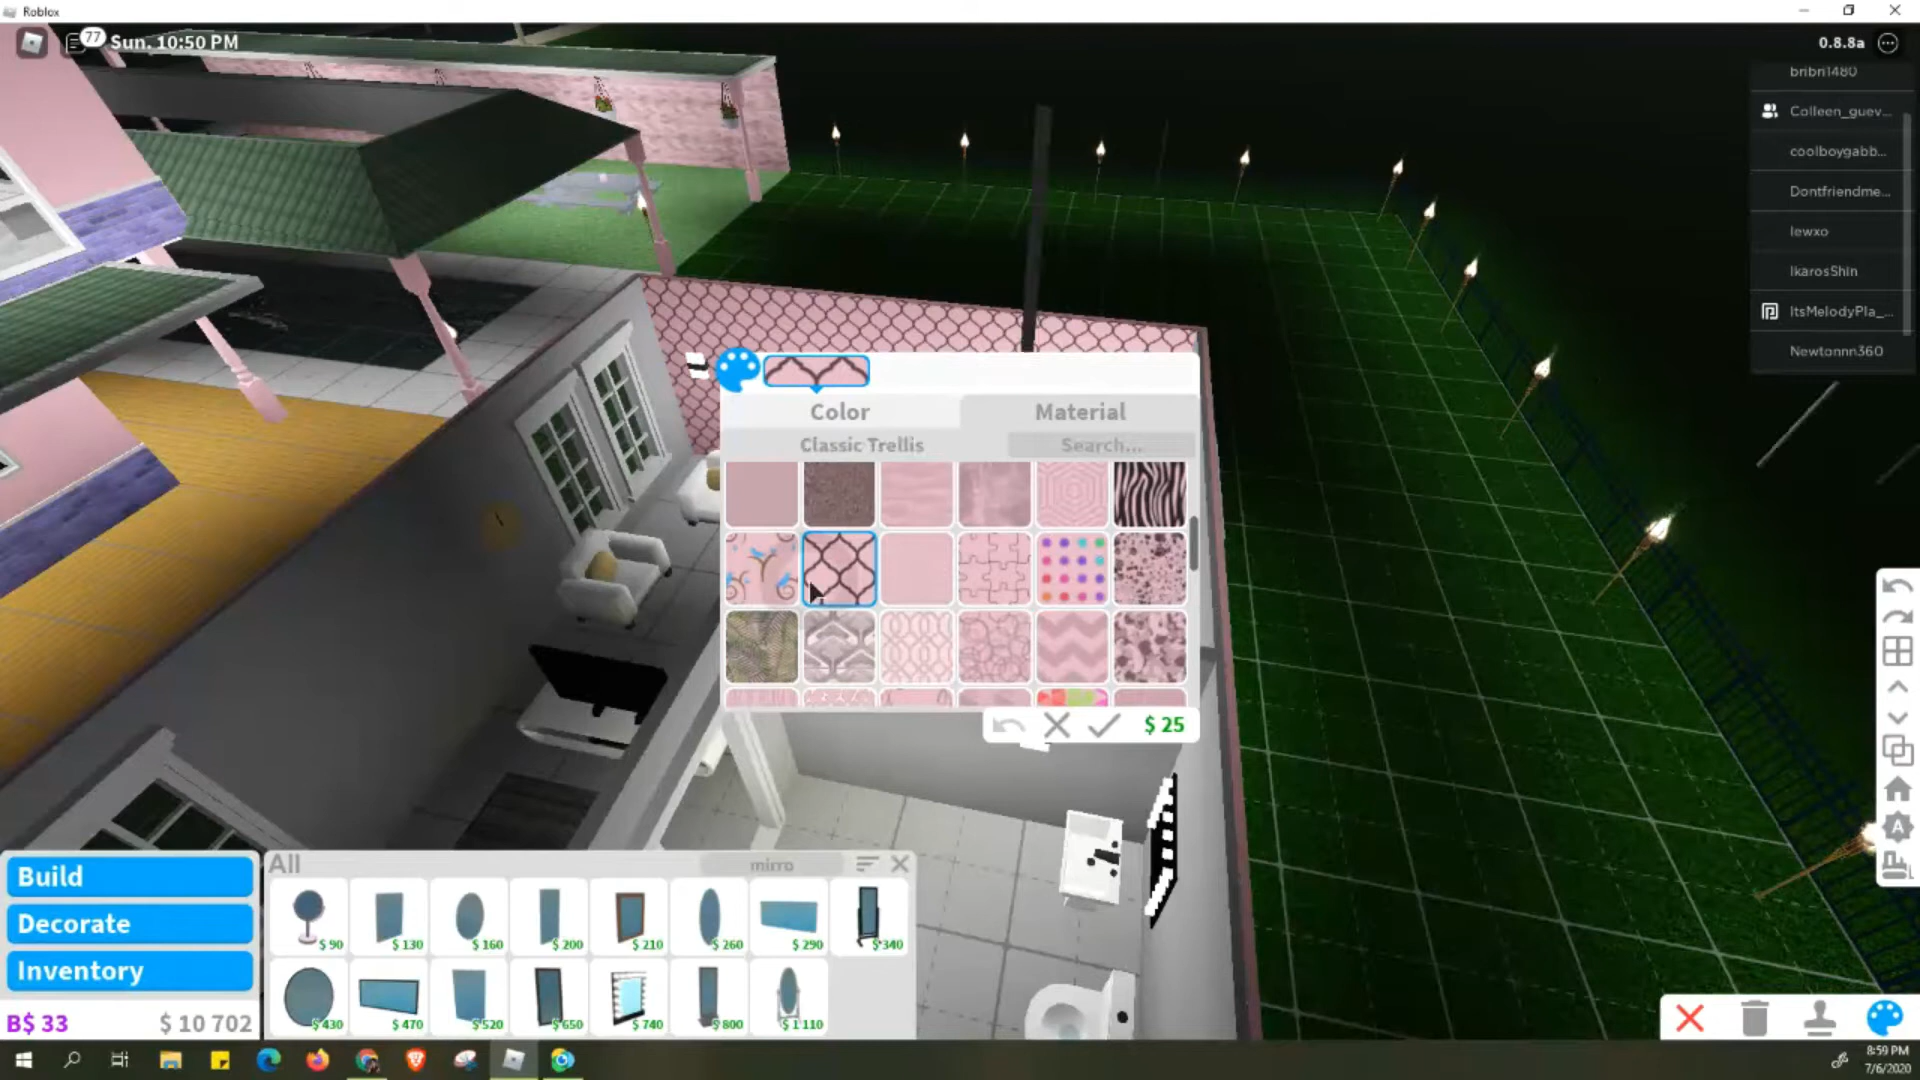 Roblox
77
Sun. 10:50 PM
0.8.8a
bribri1480
Colleen_guev...
coolboygabb...
Dontfriendme...
lewxo
IkarosShin
ItsMelodyPla_...
Newtonnn360
Color
Material
Classic Trellis
Search...
$ 25
Build
Decorate
Inventory
B$ 33
$ 10 702
All
mirro
$ 90
$ 130
$ 160
$ 200
$ 210
$ 260
$ 290
$ 340
$ 430
$ 470
$ 520
$ 650
$ 740
$ 800
$ 1 110
A
8:59 PM
7/6/2020